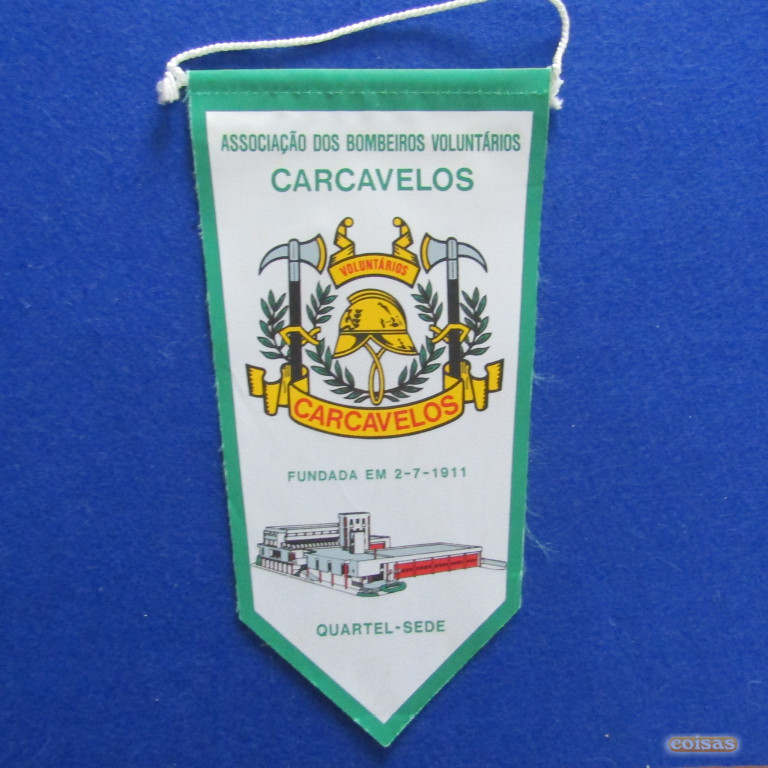 ASSOCIAÇÃO DOS BOMBEIROS VOLUNTÁRIOS
CARCAVELOS
VOLUNTÁRIOS
CARCAVELOS
FUNDADA EM 2-7-1911
QUARTEL-SEDE
coisas